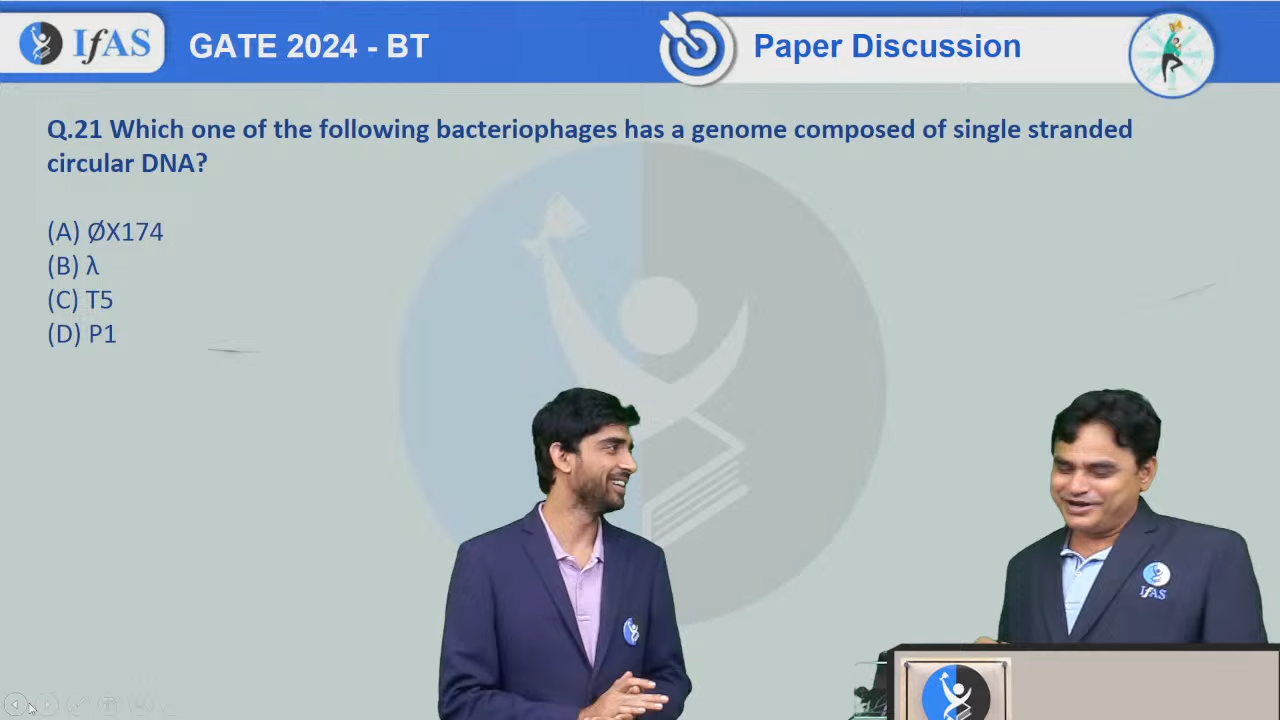 IfAS
GATE 2024 - BT
Paper Discussion
Q.21 Which one of the following bacteriophages has a genome composed of single stranded
circular DNA?
(A) ØX174
(B) λ
(C) T5
(D) P1
IfAS